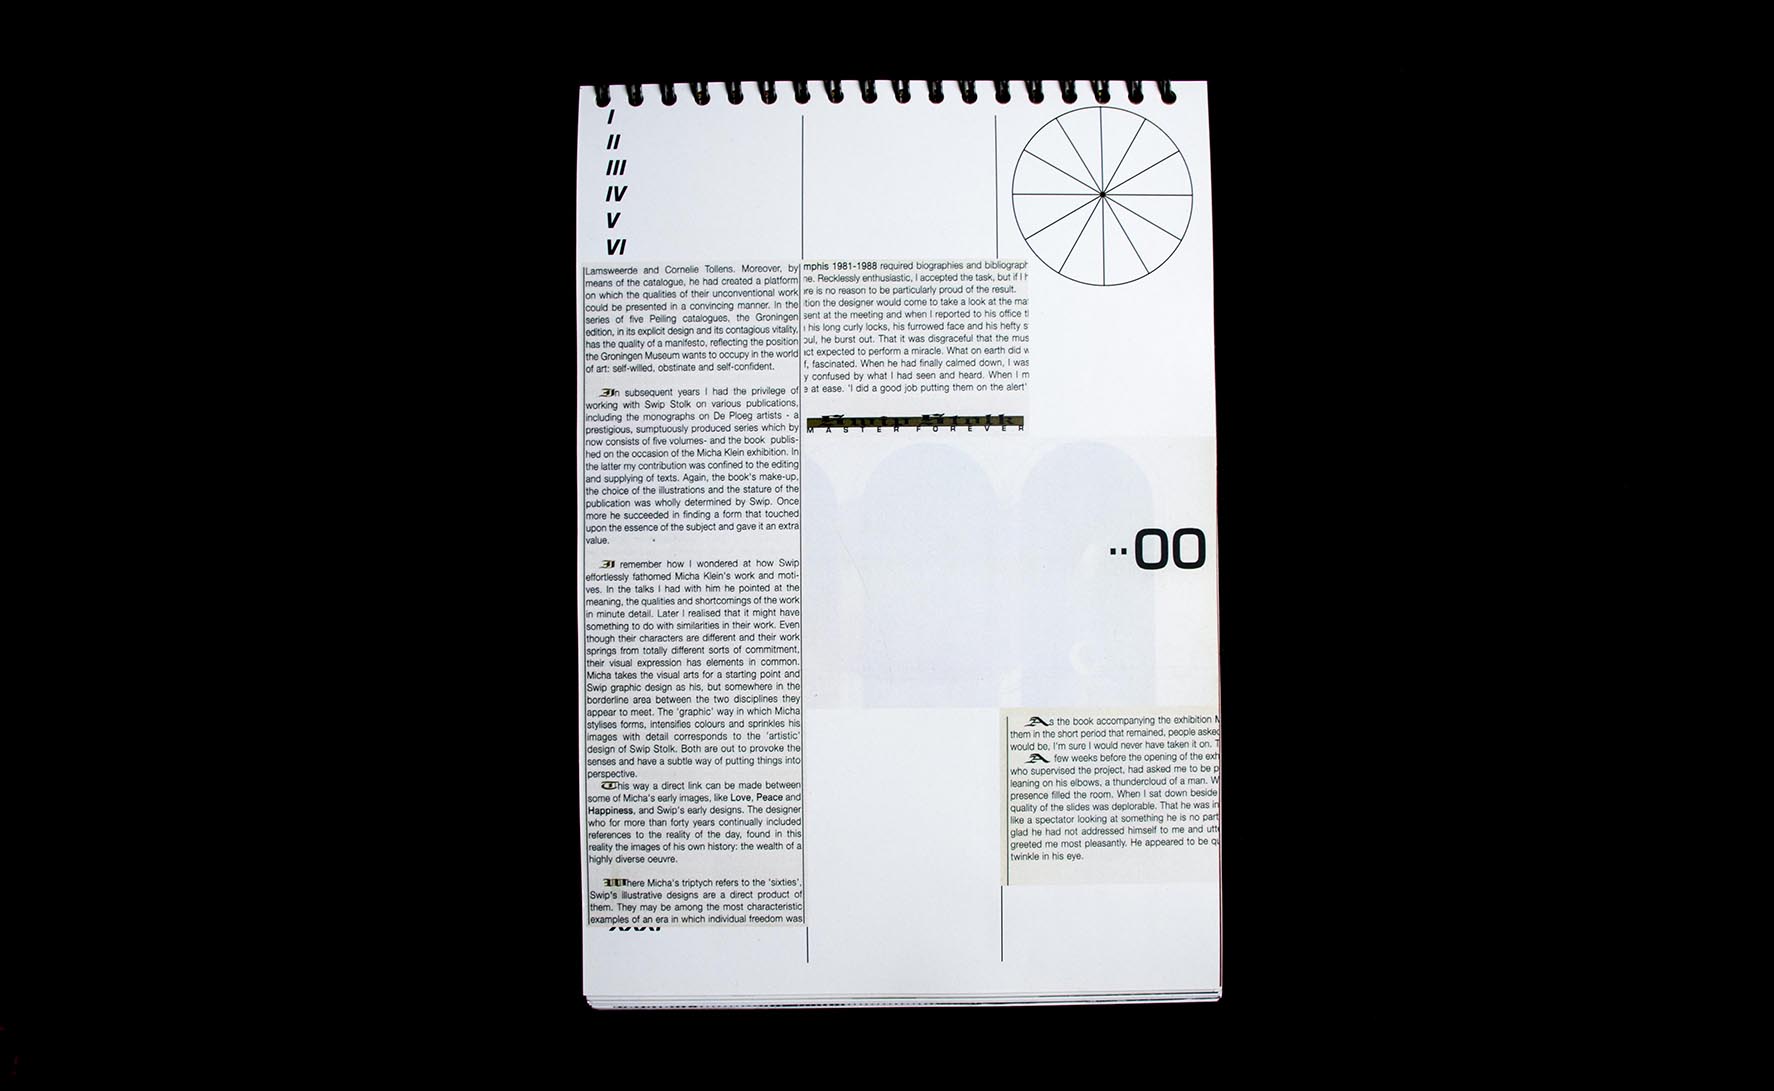 I
II
III
IV
V
VI
Lamsweerde and Cornelie Tollens. Moreover, by
means of the catalogue, he had created a platform
on which the qualities of their unconventional work
could be presented in a convincing manner. In the
series of five Peiling catalogues, the Groningen
edition, in its explicit design and its contagious vitality,
has the quality of a manifesto, reflecting the position
the Groningen Museum wants to occupy in the world
of art: self-willed, obstinate and self-confident.
In subsequent years I had the privilege of
working with Swip Stolk on various publications,
including the monographs on De Ploeg artists - a
prestigious, sumptuously produced series which by
now consists of five volumes- and the book publis-
hed on the occasion of the Micha Klein exhibition. In
the latter my contribution was confined to the editing
and supplying of texts. Again, the book's make-up,
the choice of the illustrations and the stature of the
publication was wholly determined by Swip. Once
more he succeeded in finding a form that touched
upon the essence of the subject and gave it an extra
value.
I remember how I wondered at how Swip
effortlessly fathomed Micha Klein's work and moti-
ves. In the talks I had with him he pointed at the
meaning, the qualities and shortcomings of the work
in minute detail. Later I realised that it might have
something to do with similarities in their work. Even
though their characters are different and their work
springs from totally different sorts of commitment,
their visual expression has elements in common.
Micha takes the visual arts for a starting point and
Swip graphic design as his, but somewhere in the
borderline area between the two disciplines they
appear to meet. The 'graphic' way in which Micha
stylises forms, intensifies colours and sprinkles his
images with detail corresponds to the 'artistic'
design of Swip Stolk. Both are out to provoke the
senses and have a subtle way of putting things into
perspective.
This way a direct link can be made between
some of Micha's early images, like Love, Peace and
Happiness, and Swip's early designs. The designer
who for more than forty years continually included
references to the reality of the day, found in this
reality the images of his own history: the wealth of a
highly diverse oeuvre.
Where Micha's triptych refers to the 'sixties',
Swip's illustrative designs are a direct product of
them. They may be among the most characteristic
examples of an era in which individual freedom was
mphis 1981-1988 required biographies and bibliograph
ne. Recklessly enthusiastic, I accepted the task, but if I h
re is no reason to be particularly proud of the result.
ition the designer would come to take a look at the ma
sent at the meeting and when I reported to his office t
his long curly locks, his furrowed face and his hefty s
oul, he burst out. That it was disgraceful that the mus
ct expected to perform a miracle. What on earth did w
f, fascinated. When he had finally calmed down, I was
y confused by what I had seen and heard. When I m
e at ease. 'I did a good job putting them on the alert'
Swip Stolk
MASTER FOREVER
..00
As the book accompanying the exhibition M
them in the short period that remained, people asked
would be, I'm sure I would never have taken it on. T
A few weeks before the opening of the exh
who supervised the project, had asked me to be p
leaning on his elbows, a thundercloud of a man. W
presence filled the room. When I sat down beside
quality of the slides was deplorable. That he was in
like a spectator looking at something he is no part
glad he had not addressed himself to me and utte
greeted me most pleasantly. He appeared to be qu
twinkle in his eye.